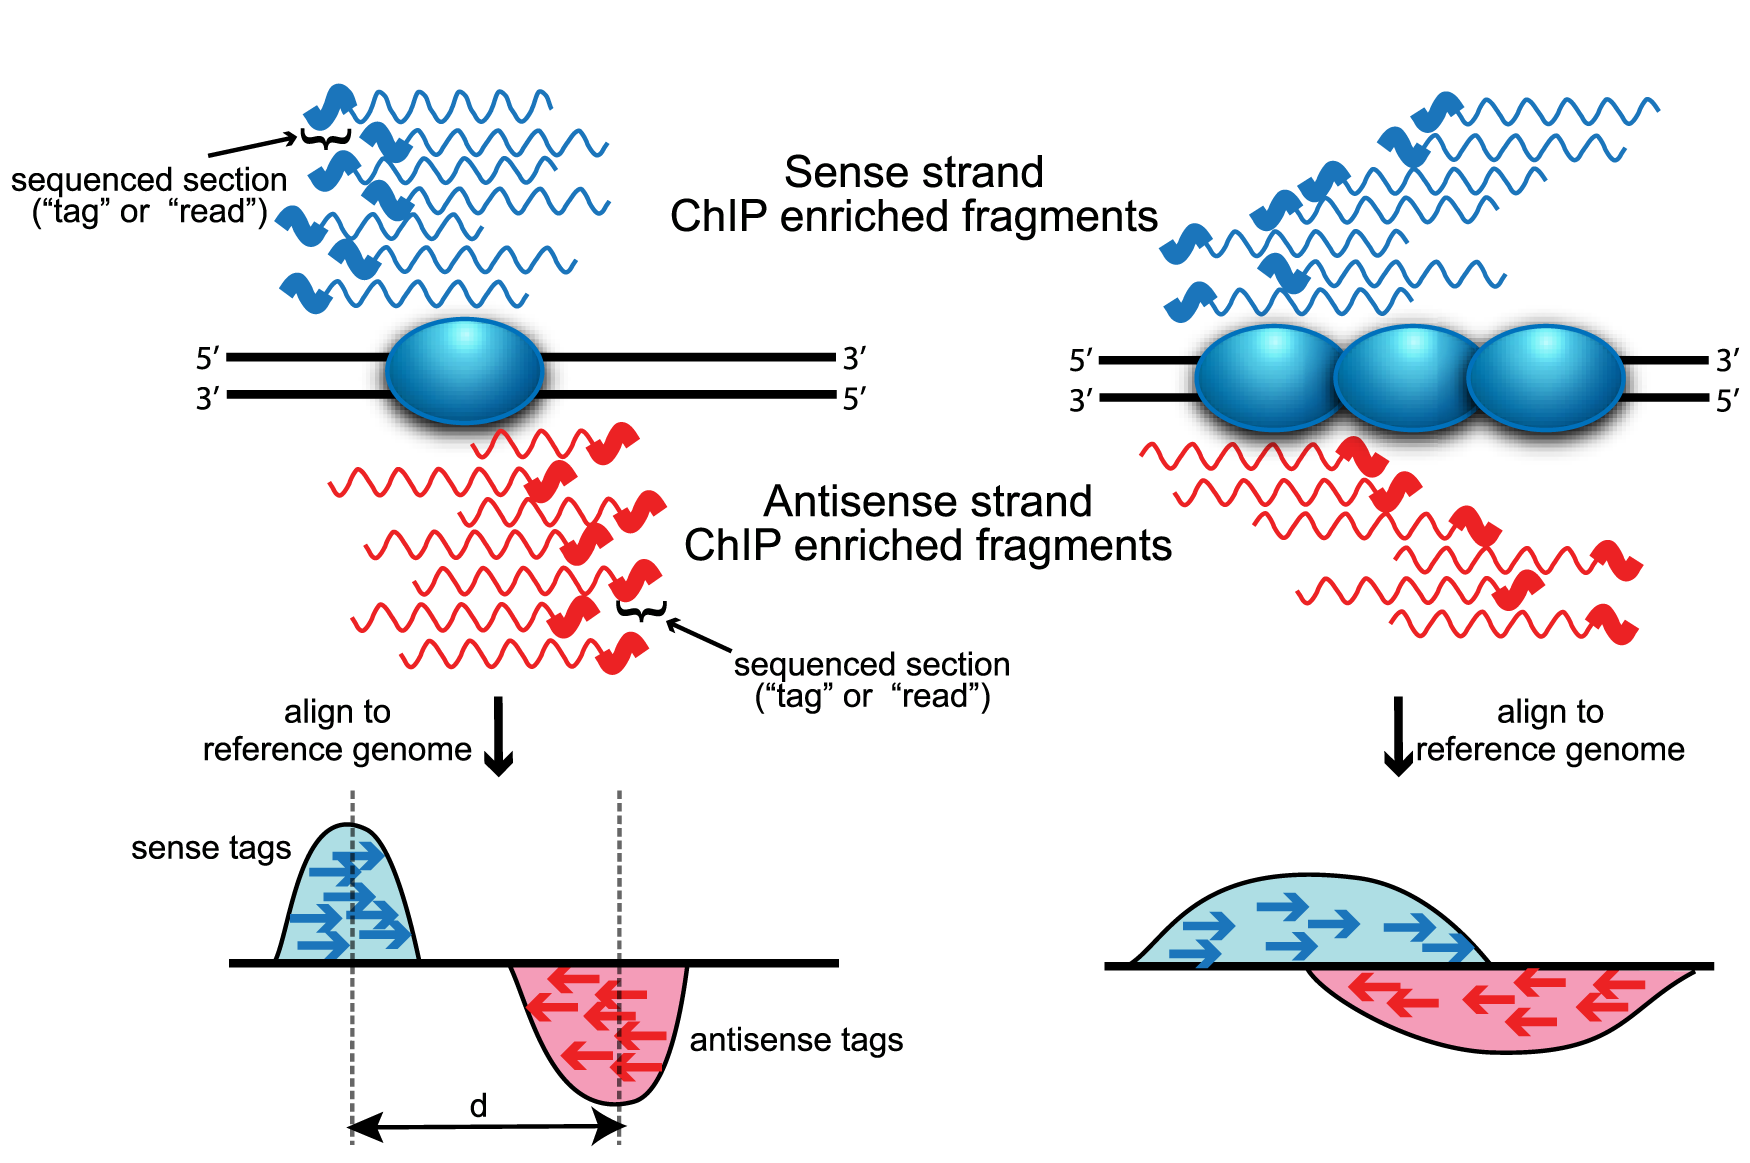 Sense strand
ChIP enriched fragments
sequenced section
(“tag” or “read”)
5′
3′
3′
5′
5′
3′
3′
5′
Antisense strand
ChIP enriched fragments
sequenced section
(“tag” or “read”)
align to
reference genome
align to
reference genome
sense tags
antisense tags
d